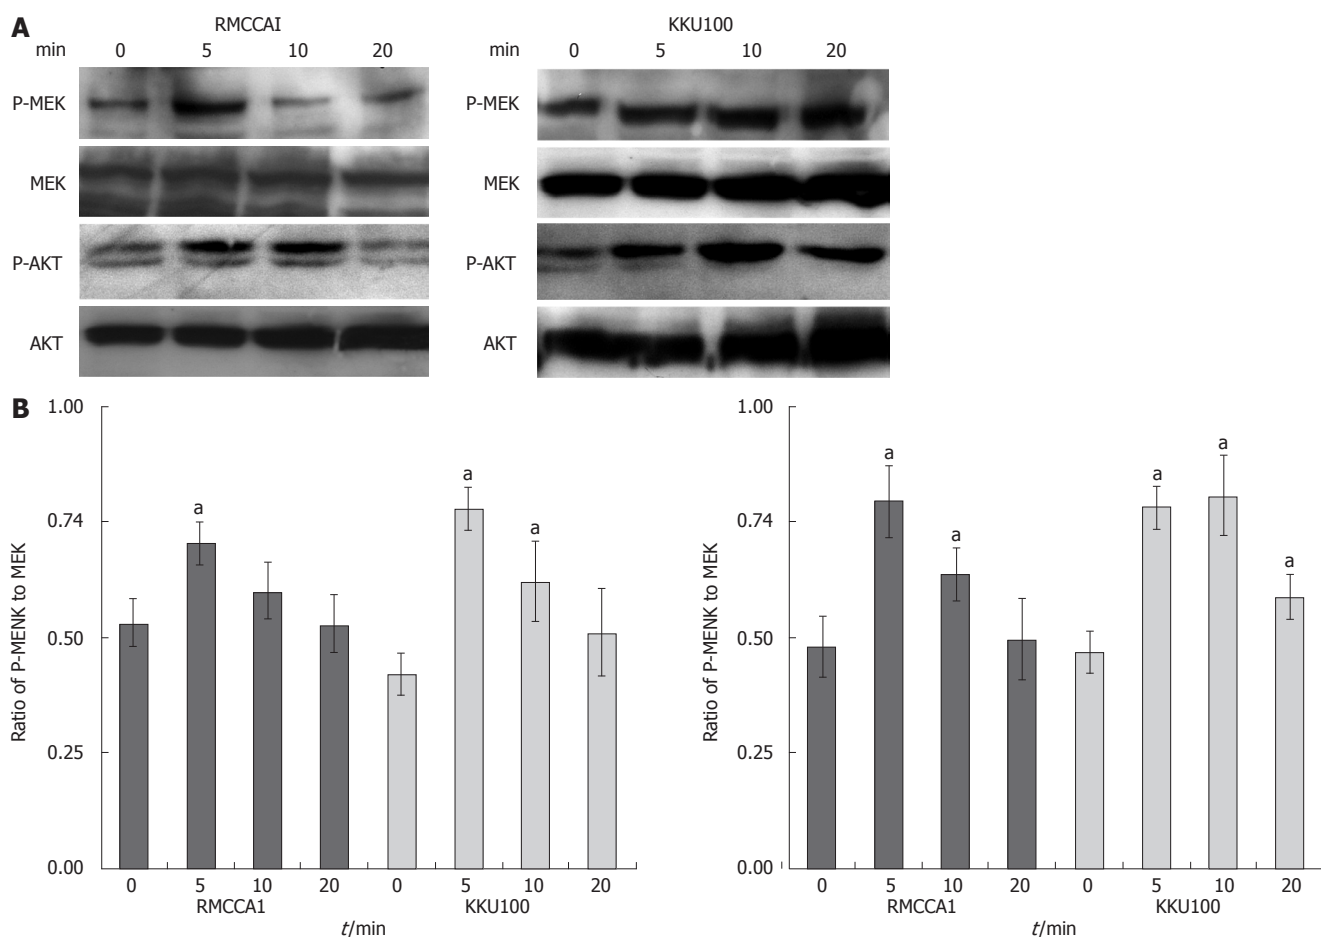 A
RMCCAI
min 0 5 10 20
P-MEK
MEK
P-AKT
AKT
KKU100
min 0 5 10 20
P-MEK
MEK
P-AKT
AKT
B
Ratio of P-MENK to MEK
1.00
0.74
0.50
0.25
0.00
a
a
a
0 5 10 20 0 5 10 20
RMCCA1 KKU100
t/min
Ratio of P-MENK to MEK
1.00
0.74
0.50
0.25
0.00
a
a
a
a
a
0 5 10 20 0 5 10 20
RMCCA1 KKU100
t/min